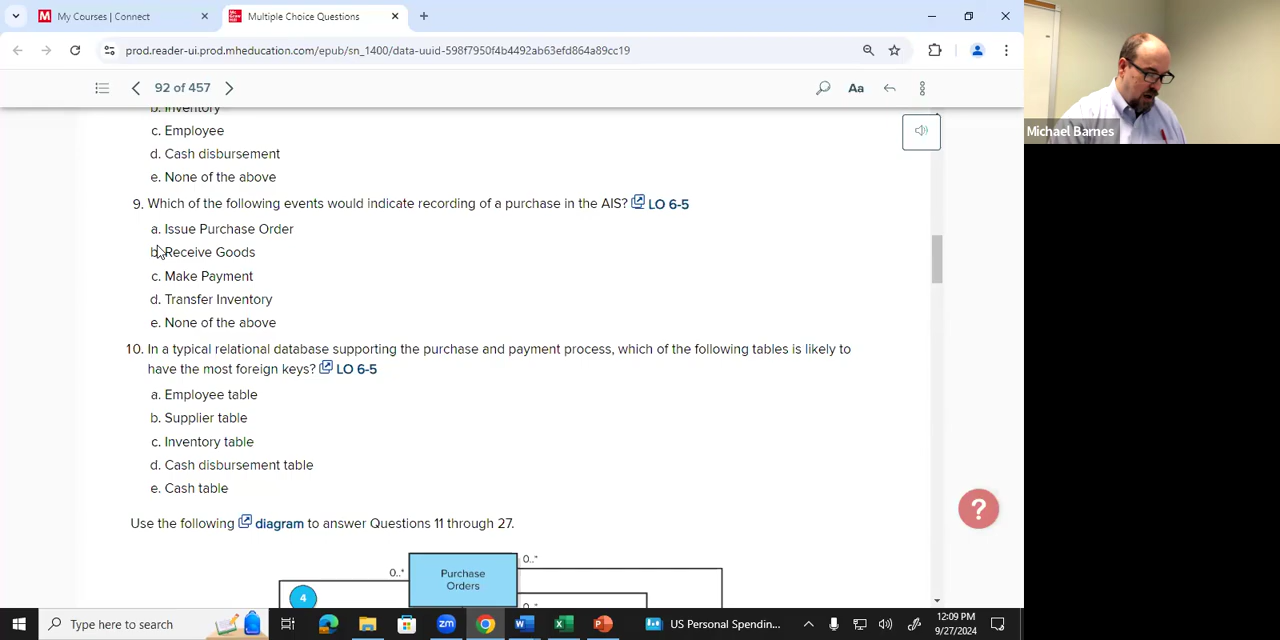 My Courses | Connect
Multiple Choice Questions
prod.reader-ui.prod.mheducation.com/epub/sn_1400/data-uuid-598f7950f4b4492ab63efd864a89cc19
92 of 457
Aa
b. Inventory
c. Employee
d. Cash disbursement
e. None of the above
9. Which of the following events would indicate recording of a purchase in the AIS? LO 6-5
a. Issue Purchase Order
b. Receive Goods
c. Make Payment
d. Transfer Inventory
e. None of the above
10. In a typical relational database supporting the purchase and payment process, which of the following tables is likely to
have the most foreign keys? LO 6-5
a. Employee table
b. Supplier table
c. Inventory table
d. Cash disbursement table
e. Cash table
?
Use the following diagram to answer Questions 11 through 27.
0..*
0..*
Purchase
Orders
4
0..*
Michael Barnes
Type here to search
zm
US Personal Spendin...
12:09 PM
9/27/2024